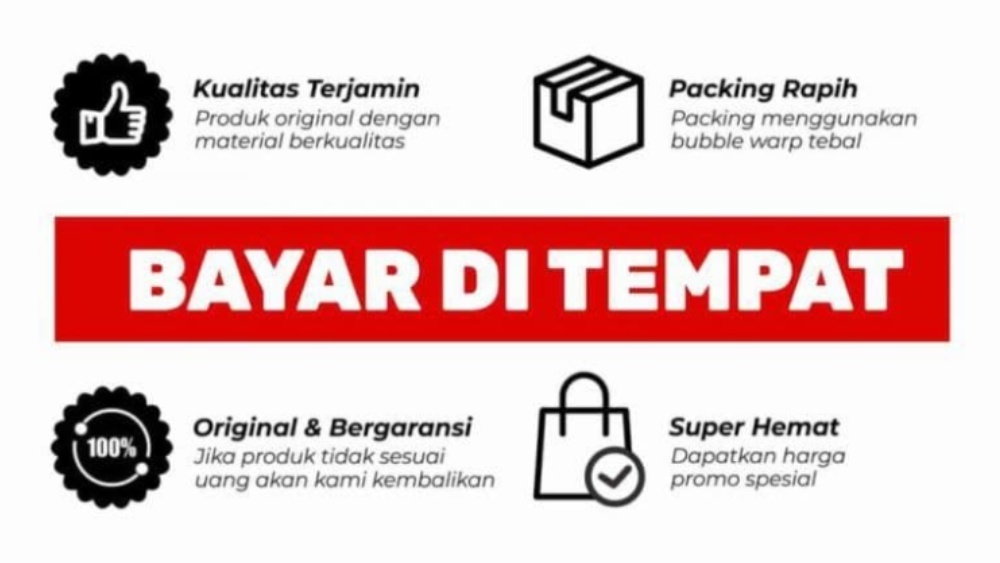 Kualitas Terjamin
Produk original dengan
material berkualitas
Packing Rapih
Packing menggunakan
bubble warp tebal
BAYAR DI TEMPAT
100%
Original & Bergaransi
Jika produk tidak sesuai
uang akan kami kembalikan
Super Hemat
Dapatkan harga
promo spesial